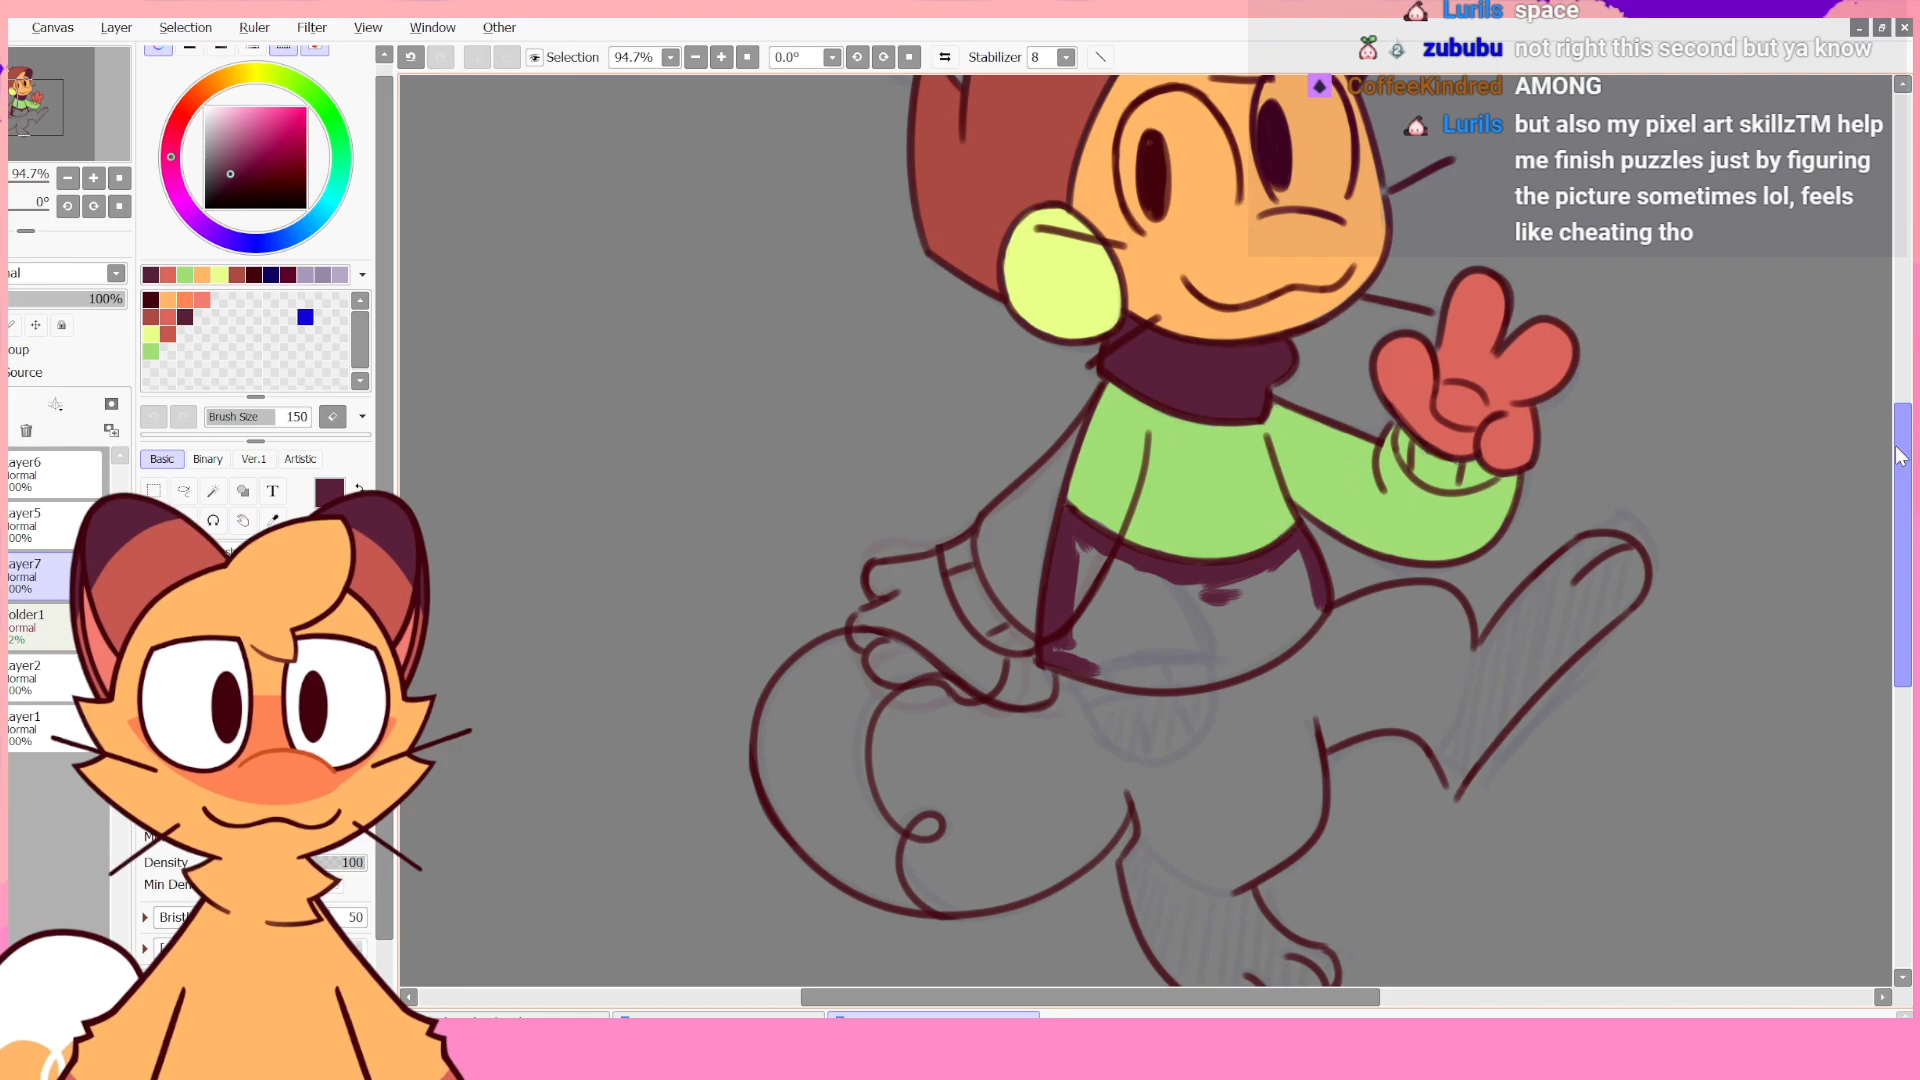 Lurils space
Canvas Layer Selection Ruler Filter View Window Other
zububu not right this second but ya know
Selection 94.7% 0.0° Stabilizer 8
CoffeeKindred AMONG
Lurils but also my pixel art skillzTM help
me finish puzzles just by figuring
the picture sometimes lol, feels
like cheating tho
94.7%
0°
100%
Brush Size 150
Basic Binary Ver.1 Artistic
T
Density 100
50